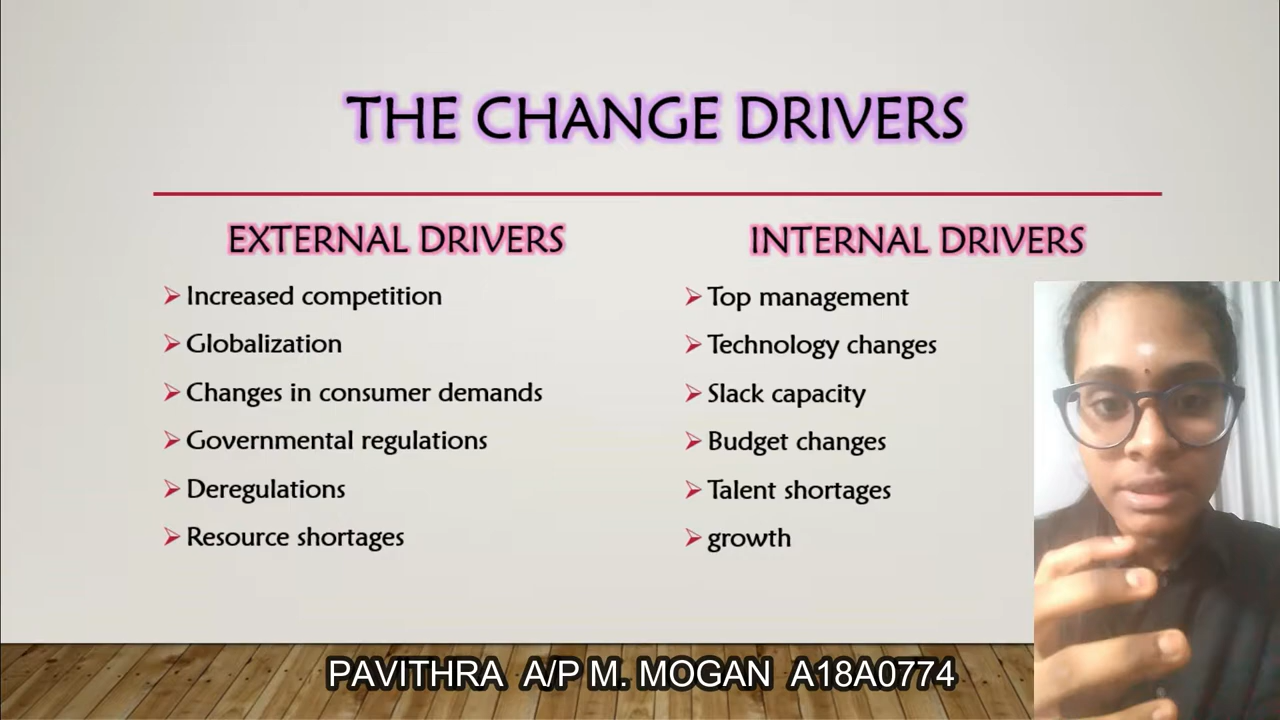 THE CHANGE DRIVERS
EXTERNAL DRIVERS
Increased competition
Globalization
Changes in consumer demands
Governmental regulations
Deregulations
Resource shortages
INTERNAL DRIVERS
Top management
Technology changes
Slack capacity
Budget changes
Talent shortages
growth
PAVITHRA A/P M. MOGAN A18A0774